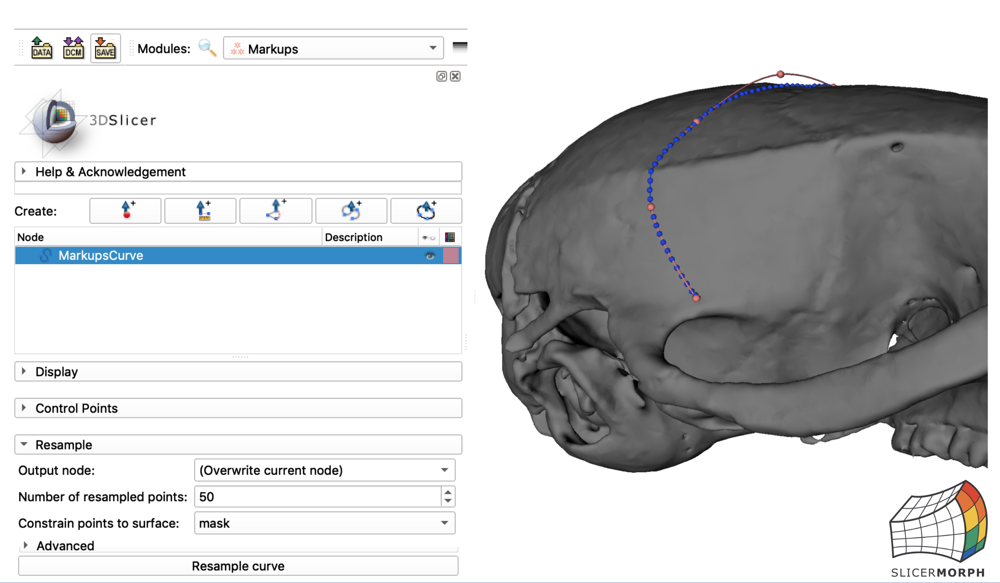 DATA DCM SAVE Modules: Markups
3DSlicer
Help & Acknowledgement
Create:
Node Description
MarkupsCurve
Display
Control Points
Resample
Output node: (Overwrite current node)
Number of resampled points: 50
Constrain points to surface: mask
Advanced
Resample curve
SLICERMORPH